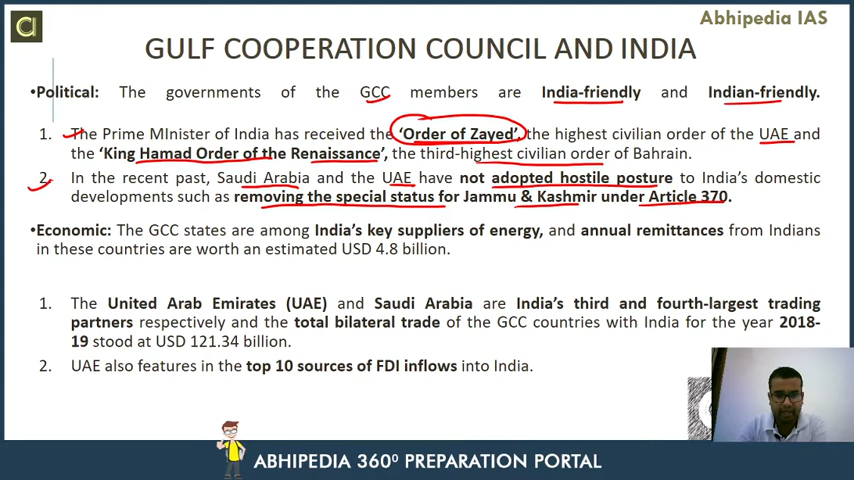 Abhipedia IAS
a
GULF COOPERATION COUNCIL AND INDIA
•Political: The governments of the GCC members are India-friendly and Indian-friendly.
1. The Prime MInister of India has received the ‘Order of Zayed’, the highest civilian order of the UAE and
the ‘King Hamad Order of the Renaissance’, the third-highest civilian order of Bahrain.
2. In the recent past, Saudi Arabia and the UAE have not adopted hostile posture to India’s domestic
developments such as removing the special status for Jammu & Kashmir under Article 370.
•Economic: The GCC states are among India’s key suppliers of energy, and annual remittances from Indians
in these countries are worth an estimated USD 4.8 billion.
1. The United Arab Emirates (UAE) and Saudi Arabia are India’s third and fourth-largest trading
partners respectively and the total bilateral trade of the GCC countries with India for the year 2018-
19 stood at USD 121.34 billion.
2. UAE also features in the top 10 sources of FDI inflows into India.
ABHIPEDIA 360⁰ PREPARATION PORTAL